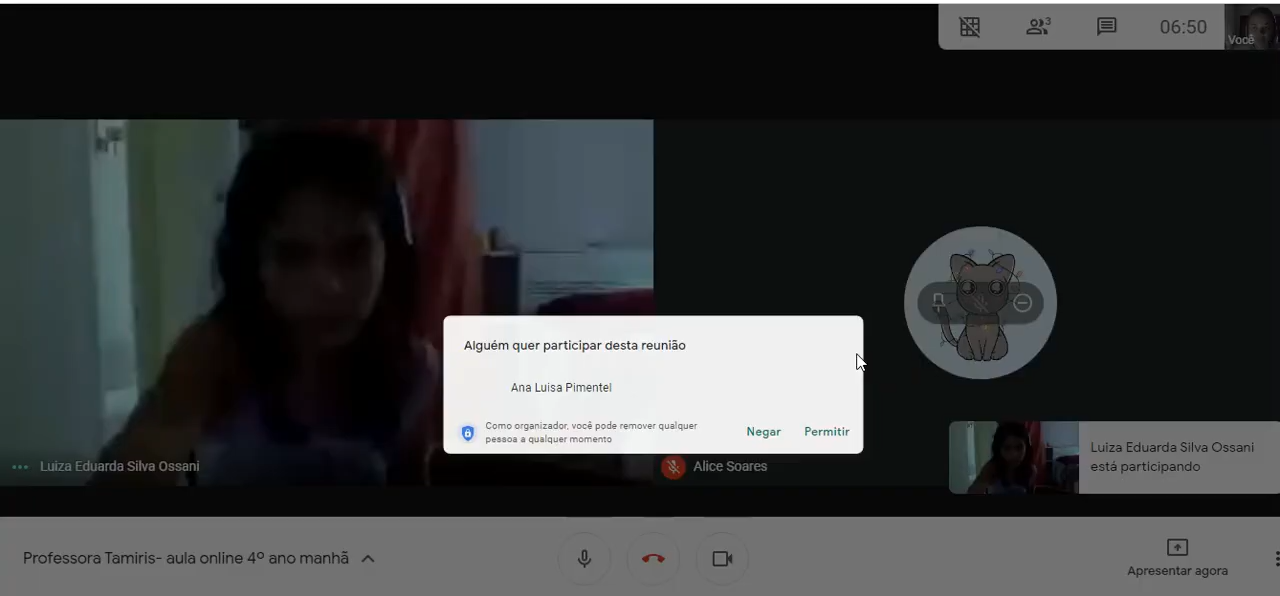 3
06:50
Você
Alguém quer participar desta reunião
Ana Luisa Pimentel
Como organizador, você pode remover qualquer
pessoa a qualquer momento
Negar
Permitir
Luiza Eduarda Silva Ossani
Alice Soares
Luiza Eduarda Silva Ossani
está participando
Professora Tamiris- aula online 4º ano manhã
Apresentar agora